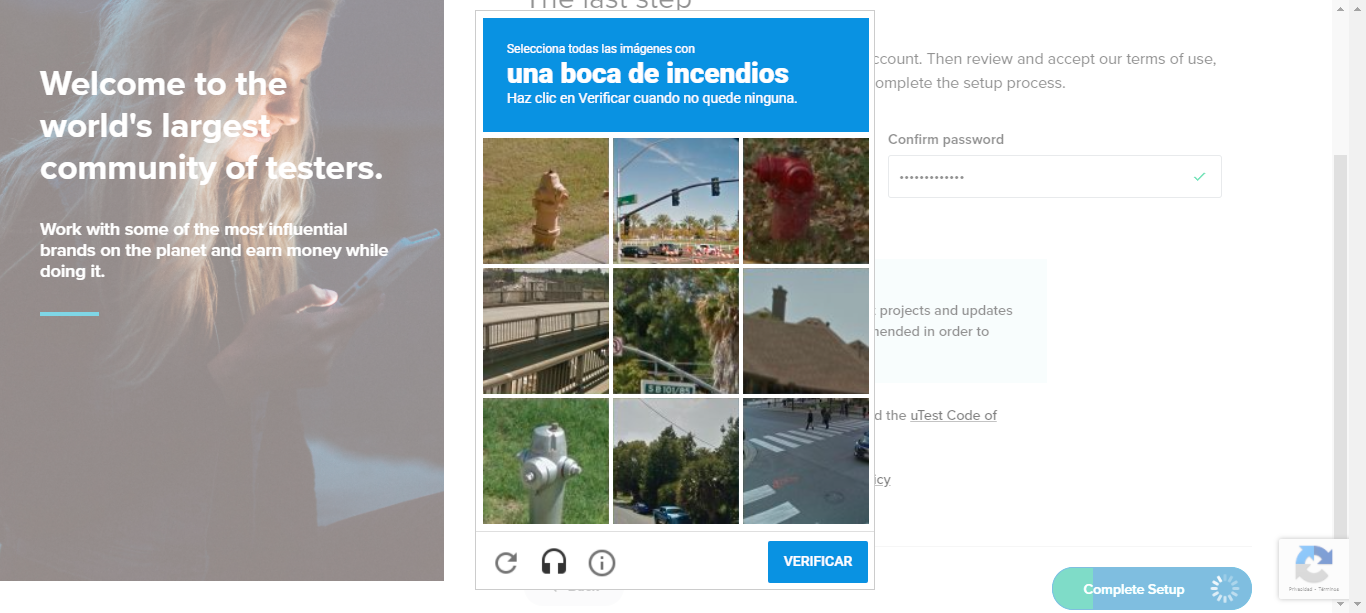 The last step
Welcome to the
world's largest
community of testers.
Work with some of the most influential
brands on the planet and earn money while
doing it.
Selecciona todas las imágenes con
una boca de incendios
Haz clic en Verificar cuando no quede ninguna.
ccount. Then review and accept our terms of use,
omplete the setup process.
Confirm password
projects and updates
nended in order to
d the uTest Code of
icy
VERIFICAR
Complete Setup
Privacidad - Términos